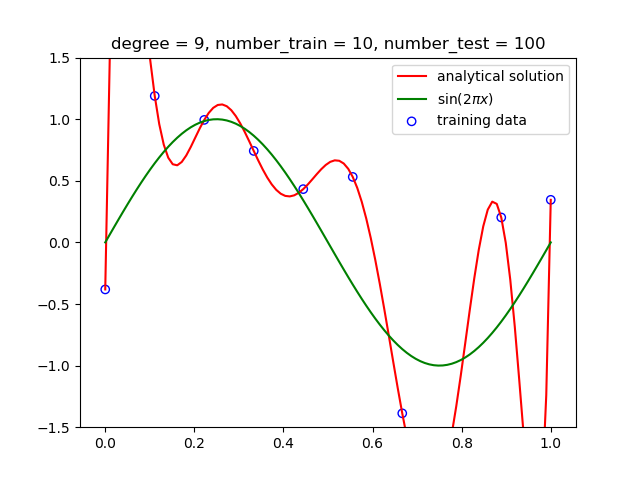 degree = 9, number_train = 10, number_test = 100
analytical solution
sin(2πx)
training data
1.5
1.0
0.5
0.0
−0.5
−1.0
−1.5
0.0 0.2 0.4 0.6 0.8 1.0